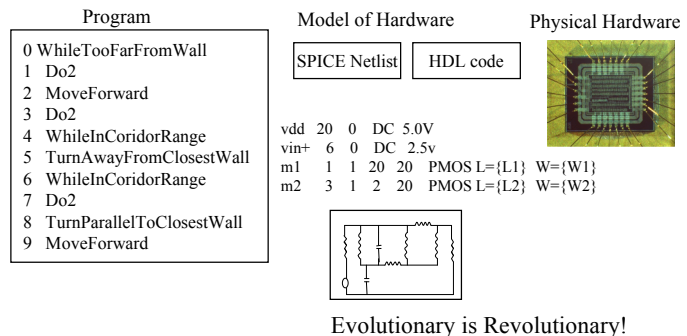 Program
0 WhileTooFarFromWall
1 Do2
2 MoveForward
3 Do2
4 WhileInCoridorRange
5 TurnAwayFromClosestWall
6 WhileInCoridorRange
7 Do2
8 TurnParallelToClosestWall
9 MoveForward
Model of Hardware
SPICE Netlist
HDL code
vdd 20 0 DC 5.0V
vin+ 6 0 DC 2.5v
m1 1 1 20 20 PMOS L={L1} W={W1}
m2 3 1 2 20 PMOS L={L2} W={W2}
Physical Hardware
Evolutionary is Revolutionary!